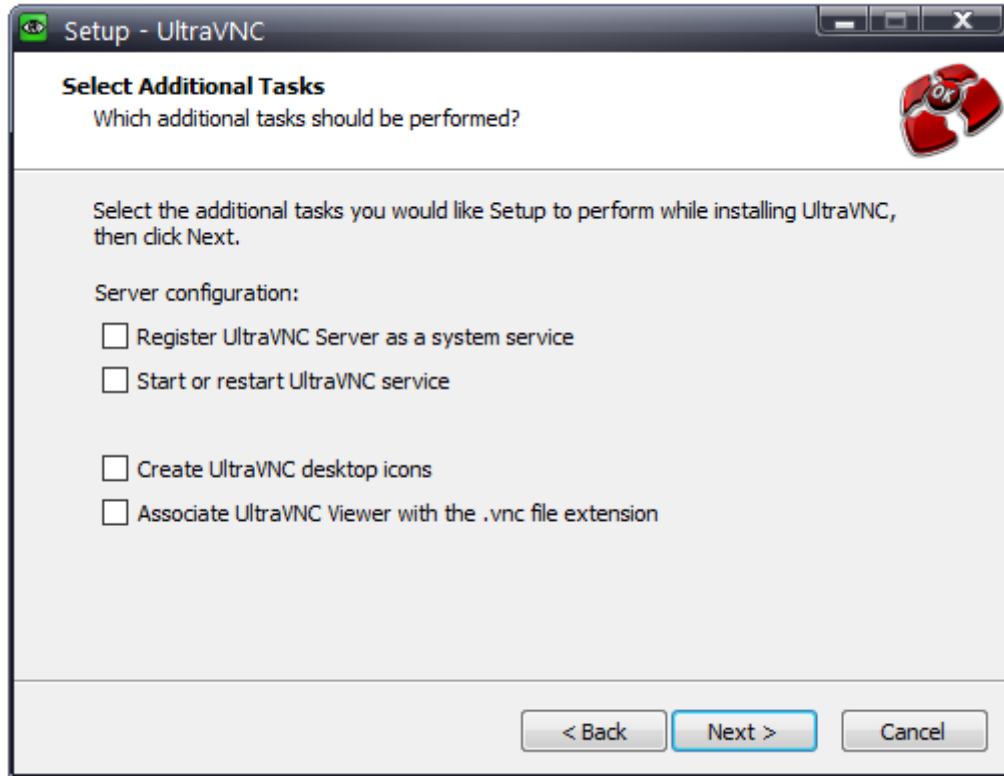 Setup - UltraVNC
Select Additional Tasks
Which additional tasks should be performed?
OK
Select the additional tasks you would like Setup to perform while installing UltraVNC,
then click Next.
Server configuration:
Register UltraVNC Server as a system service
Start or restart UltraVNC service
Create UltraVNC desktop icons
Associate UltraVNC Viewer with the .vnc file extension
< Back Next > Cancel